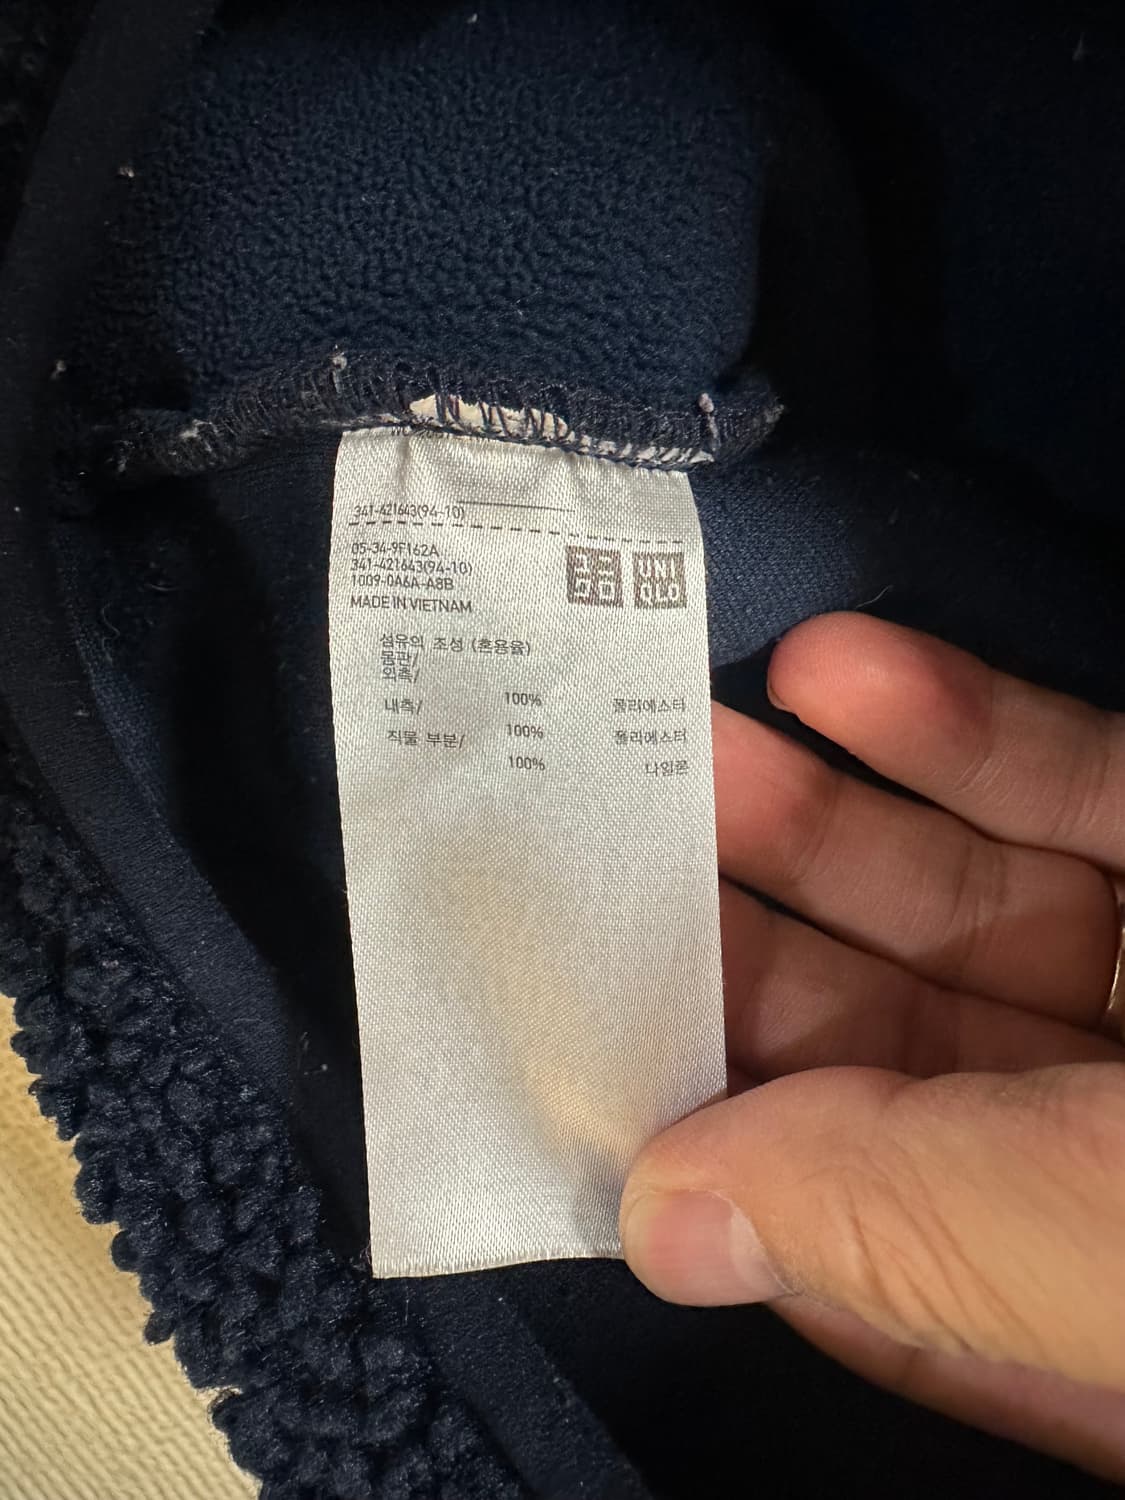 341-421643(94-10)
05-34-9F162A
341-421643(94-10)
1009-0A6A-A8B
MADE IN VIETNAM
ユニ
クロ
UNI
QLO
섬유의 조성 (혼용율)
몸판/
외측/
100% 폴리에스터
내측/
100% 폴리에스터
직물 부분/
100% 나일론